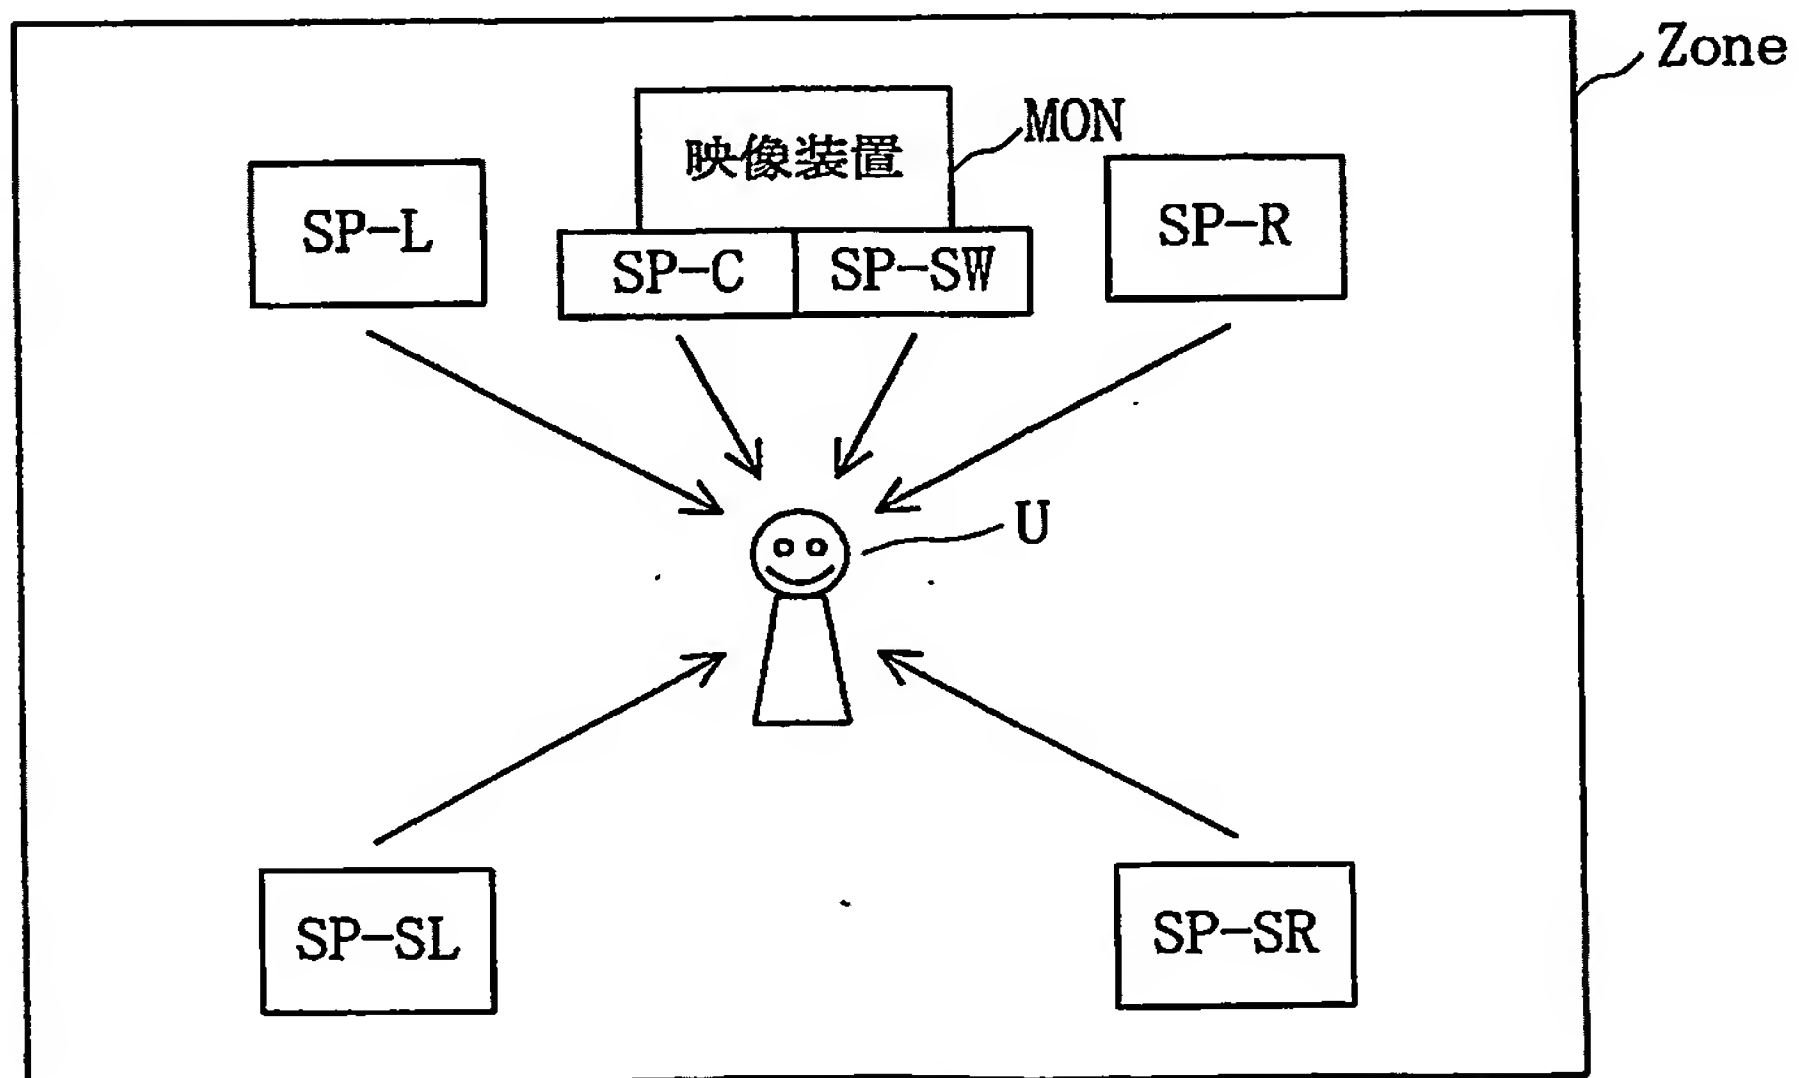 Zone
映像装置
MON
SP-L
SP-C
SP-SW
SP-R
U
SP-SL
SP-SR